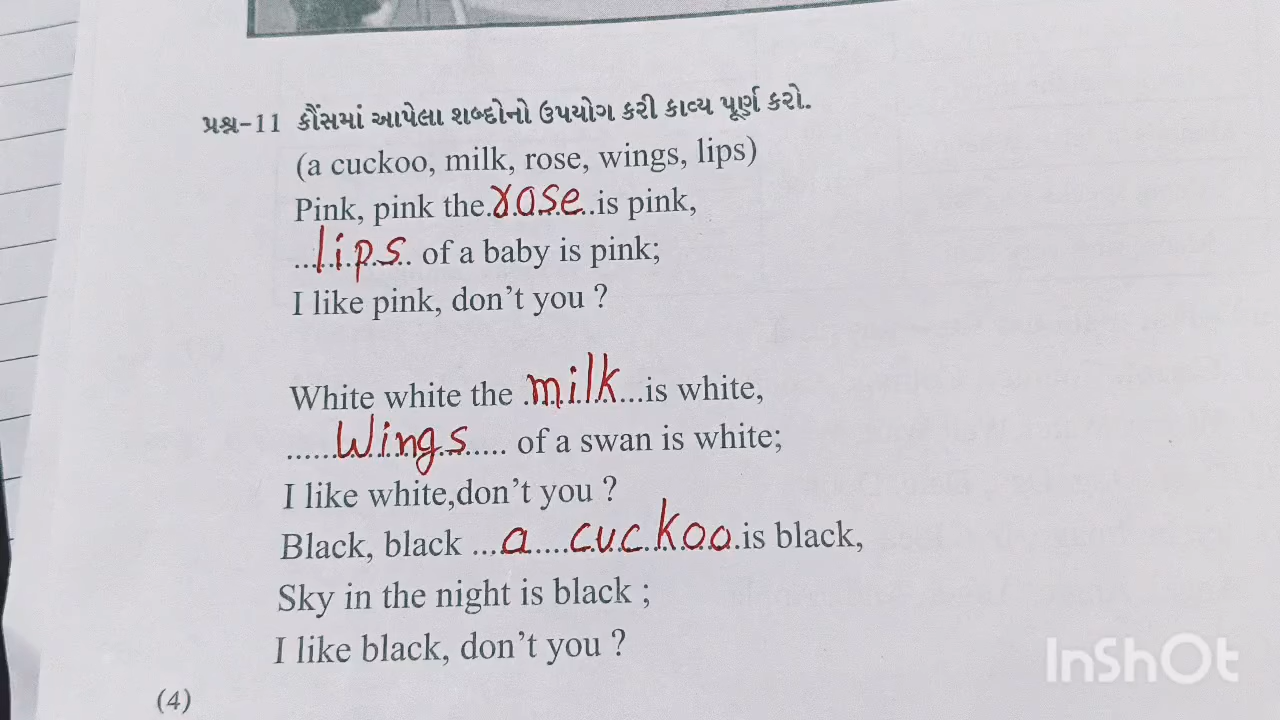 પ્રશ્ન-11 કૌંસમાં આપેલા શબ્દોનો ઉપયોગ કરી કાવ્ય પૂર્ણ કરો.
(a cuckoo, milk, rose, wings, lips)
Pink, pink the rose is pink,
lips of a baby is pink;
I like pink, don't you ?
White white the milk is white,
Wings of a swan is white;
I like white,don't you ?
Black, black a cuckoo is black,
Sky in the night is black ;
I like black, don't you ?
(4)
InShOt